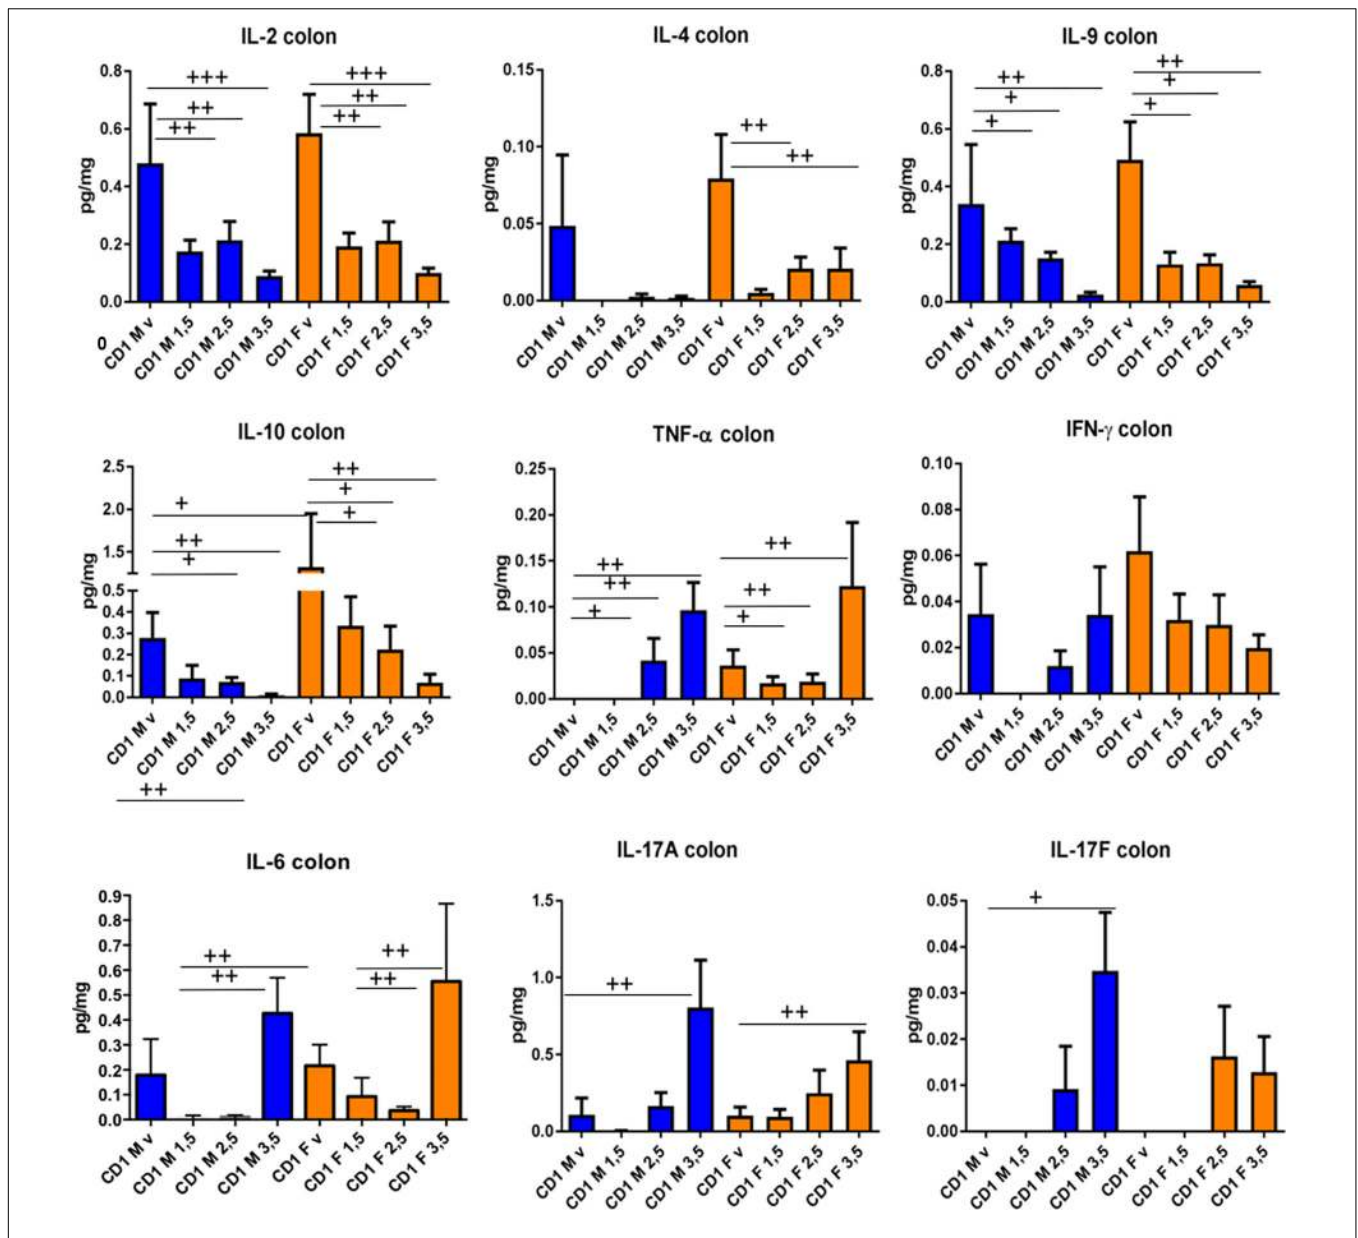 IL-2 colon
+++
++
++
+++
++
++
pg/mg
0.8
0.6
0.4
0.2
0.0
0
CD1 M v
CD1 M 1,5
CD1 M 2,5
CD1 M 3,5
CD1 F v
CD1 F 1,5
CD1 F 2,5
CD1 F 3,5
IL-4 colon
++
++
pg/mg
0.15
0.10
0.05
0.00
CD1 M v
CD1 M 1,5
CD1 M 2,5
CD1 M 3,5
CD1 F v
CD1 F 1,5
CD1 F 2,5
CD1 F 3,5
IL-9 colon
++
+
+
++
+
+
pg/mg
0.8
0.6
0.4
0.2
0.0
CD1 M v
CD1 M 1,5
CD1 M 2,5
CD1 M 3,5
CD1 F v
CD1 F 1,5
CD1 F 2,5
CD1 F 3,5
IL-10 colon
+
++
+
++
+
+
pg/mg
2.5
2.0
1.5
0.5
0.4
0.3
0.2
0.1
0.0
CD1 M v
CD1 M 1,5
CD1 M 2,5
CD1 M 3,5
CD1 F v
CD1 F 1,5
CD1 F 2,5
CD1 F 3,5
++
TNF-α colon
++
++
+
++
++
+
pg/mg
0.25
0.20
0.15
0.10
0.05
0.00
CD1 M v
CD1 M 1,5
CD1 M 2,5
CD1 M 3,5
CD1 F v
CD1 F 1,5
CD1 F 2,5
CD1 F 3,5
IFN-γ colon
pg/mg
0.10
0.08
0.06
0.04
0.02
0.00
CD1 M v
CD1 M 1,5
CD1 M 2,5
CD1 M 3,5
CD1 F v
CD1 F 1,5
CD1 F 2,5
CD1 F 3,5
IL-6 colon
++
++
++
++
pg/mg
0.9
0.8
0.7
0.6
0.5
0.4
0.3
0.2
0.1
0.0
CD1 M v
CD1 M 1,5
CD1 M 2,5
CD1 M 3,5
CD1 F v
CD1 F 1,5
CD1 F 2,5
CD1 F 3,5
IL-17A colon
++
++
pg/mg
1.5
1.0
0.5
0.0
CD1 M v
CD1 M 1,5
CD1 M 2,5
CD1 M 3,5
CD1 F v
CD1 F 1,5
CD1 F 2,5
CD1 F 3,5
IL-17F colon
+
pg/mg
0.05
0.04
0.03
0.02
0.01
0.00
CD1 M v
CD1 M 1,5
CD1 M 2,5
CD1 M 3,5
CD1 F v
CD1 F 1,5
CD1 F 2,5
CD1 F 3,5